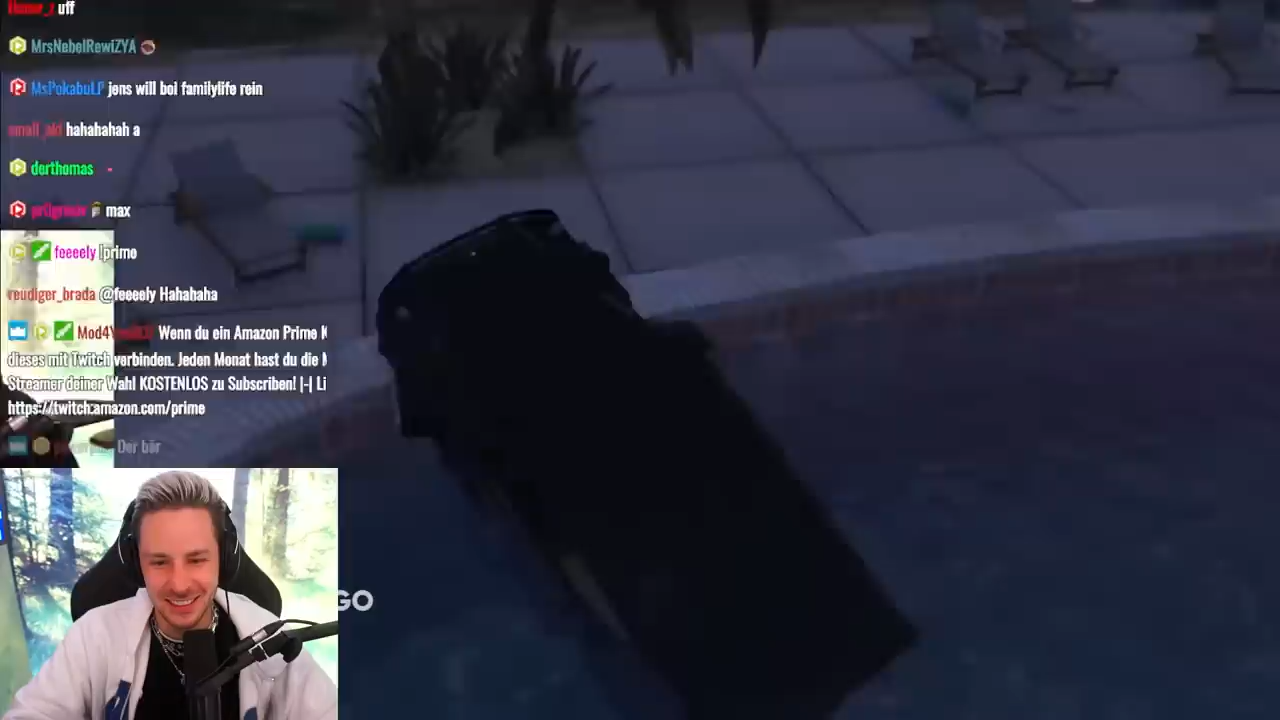 uff
MrsNebelRewiZYA
MsPokabuLP jens will boi familylife rein
hahahahah a
derthomas
max
feeeely !prime
reudiger_brada @feeeely Hahahaha
Wenn du ein Amazon Prime K
dieses mit Twitch verbinden. Jeden Monat hast du die M
Streamer deiner Wahl KOSTENLOS zu Subscriben! |-| Li
https://twitch.amazon.com/prime
Der bör
GO